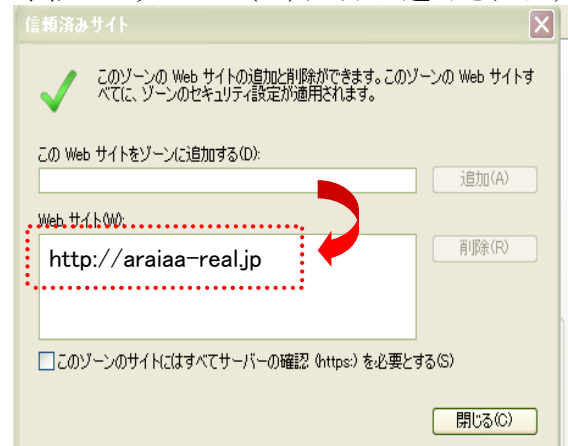 信頼済みサイト
このゾーンの Web サイトの追加と削除ができます。このゾーンの Web サイトす
べてに、ゾーンのセキュリティ設定が適用されます。
この Web サイトをゾーンに追加する(D):
追加(A)
Web サイト(W):
http://araiaa-real.jp
削除(R)
このゾーンのサイトにはすべてサーバーの確認 (https:) を必要とする(S)
閉じる(C)